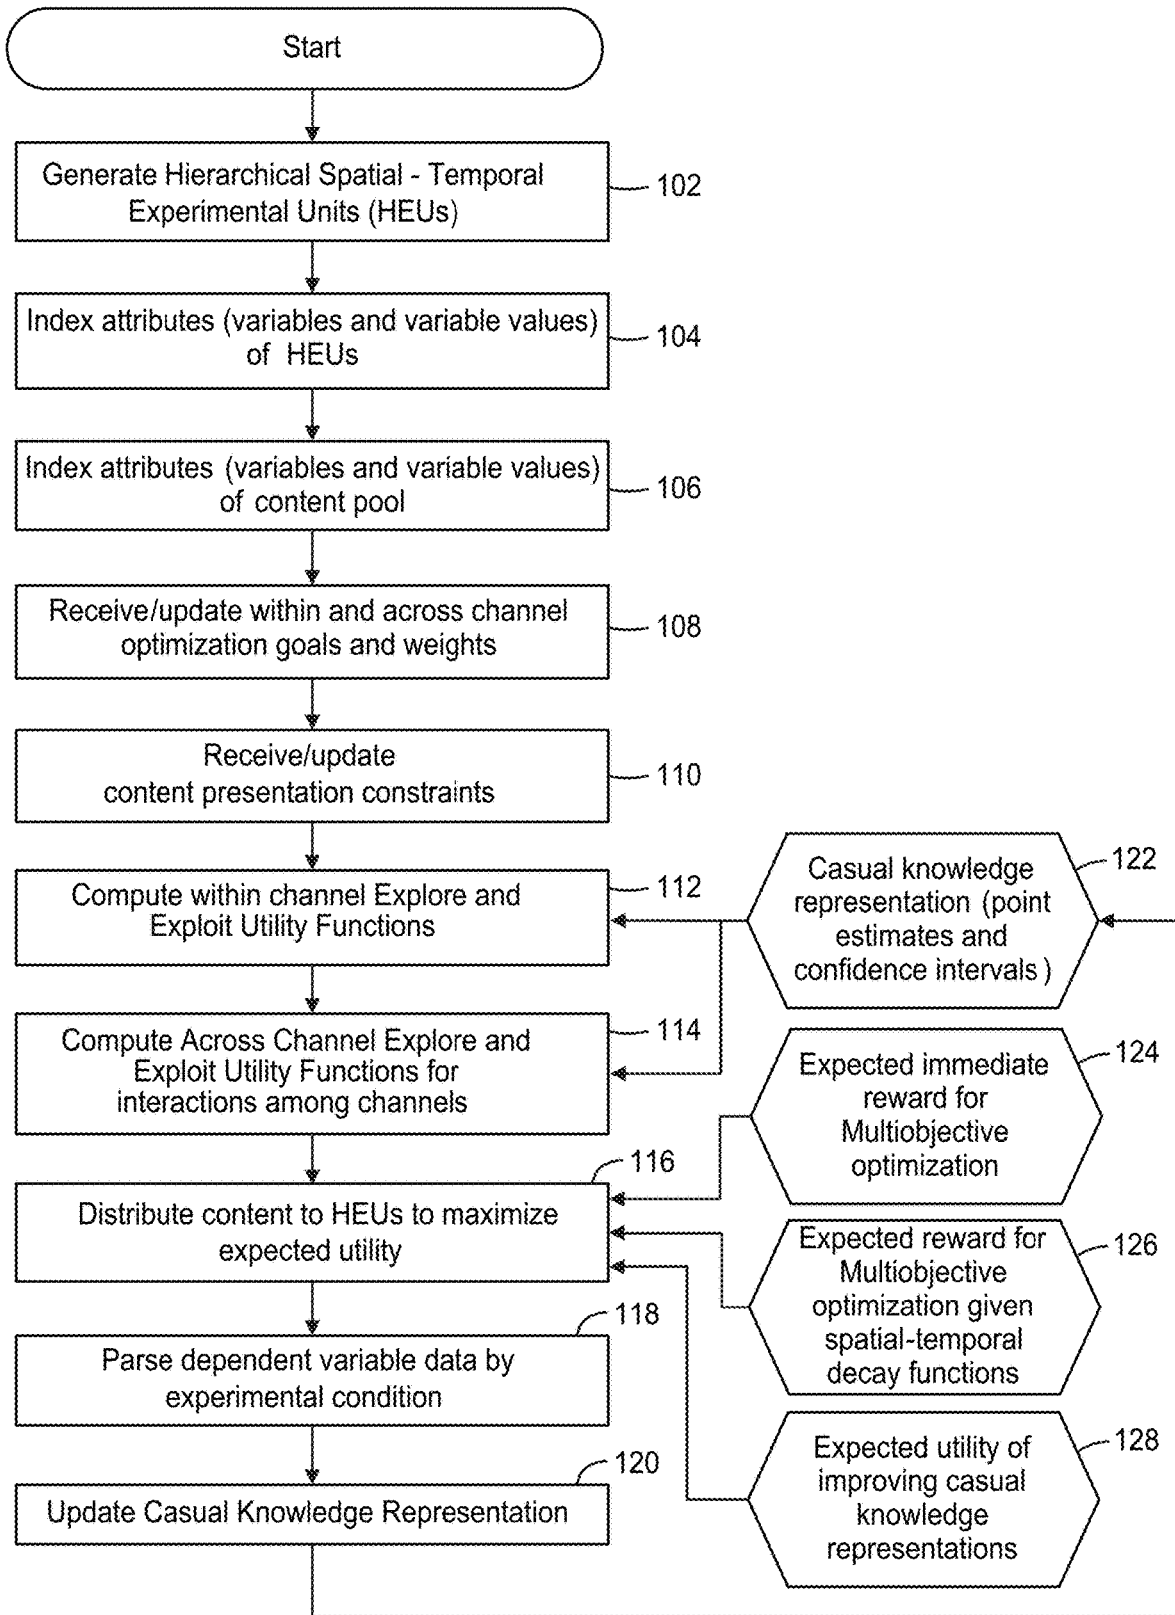 Start
Generate Hierarchical Spatial - Temporal
Experimental Units (HEUs)
102
Index attributes (variables and variable values)
of HEUs
104
Index attributes (variables and variable values)
of content pool
106
Receive/update within and across channel
optimization goals and weights
108
Receive/update
content presentation constraints
110
Compute within channel Explore and
Exploit Utility Functions
112
Compute Across Channel Explore and
Exploit Utility Functions for
interactions among channels
114
Distribute content to HEUs to maximize
expected utility
116
Parse dependent variable data by
experimental condition
118
Update Casual Knowledge Representation
120
Casual knowledge
representation (point
estimates and
confidence intervals)
122
Expected immediate
reward for
Multiobjective
optimization
124
Expected reward for
Multiobjective
optimization given
spatial-temporal
decay functions
126
Expected utility of
improving casual
knowledge
representations
128